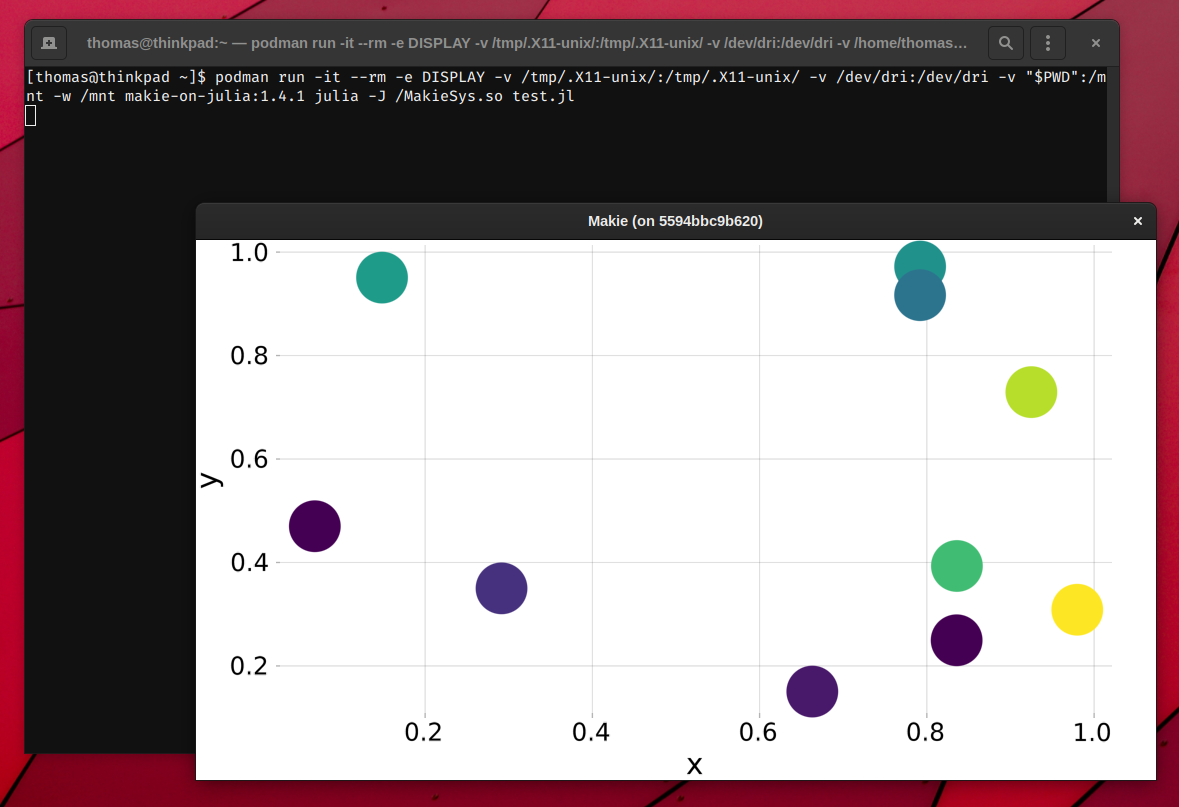 thomas@thinkpad:~ — podman run -it --rm -e DISPLAY -v /tmp/.X11-unix/:/tmp/.X11-unix/ -v /dev/dri:/dev/dri -v /home/thomas…
[thomas@thinkpad ~]$ podman run -it --rm -e DISPLAY -v /tmp/.X11-unix/:/tmp/.X11-unix/ -v /dev/dri:/dev/dri -v "$PWD":/m
nt -w /mnt makie-on-julia:1.4.1 julia -J /MakieSys.so test.jl
Makie (on 5594bbc9b620)
1.0
0.8
0.6
y
0.4
0.2
0.2 0.4 0.6 0.8 1.0
x